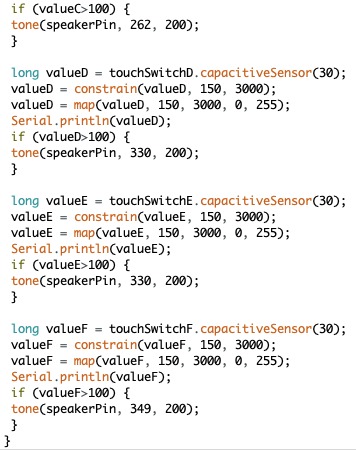 if (valueC>100) {
tone(speakerPin, 262, 200);
}
long valueD = touchSwitchD.capacitiveSensor(30);
valueD = constrain(valueD, 150, 3000);
valueD = map(valueD, 150, 3000, 0, 255);
Serial.println(valueD);
if (valueD>100) {
tone(speakerPin, 330, 200);
}
long valueE = touchSwitchE.capacitiveSensor(30);
valueE = constrain(valueE, 150, 3000);
valueE = map(valueE, 150, 3000, 0, 255);
Serial.println(valueE);
if (valueE>100) {
tone(speakerPin, 330, 200);
}
long valueF = touchSwitchF.capacitiveSensor(30);
valueF = constrain(valueF, 150, 3000);
valueF = map(valueF, 150, 3000, 0, 255);
Serial.println(valueF);
if (valueF>100) {
tone(speakerPin, 349, 200);
}
}